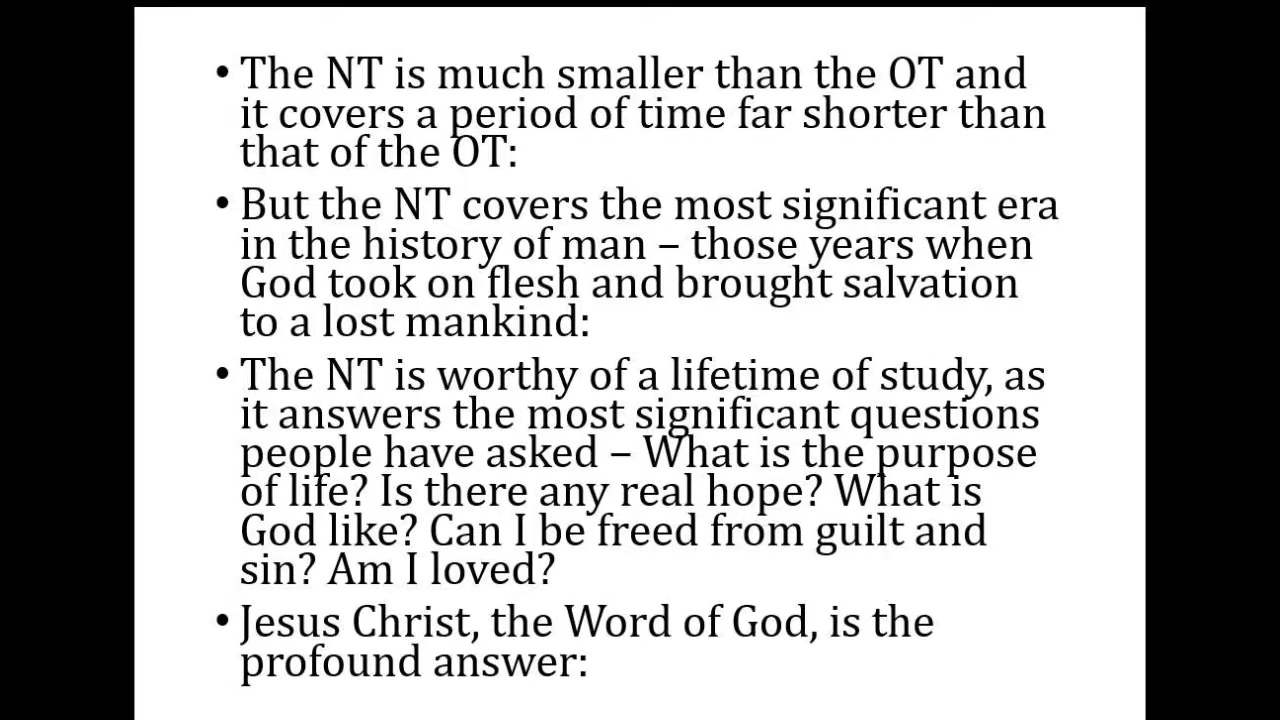 • The NT is much smaller than the OT and
it covers a period of time far shorter than
that of the OT:
• But the NT covers the most significant era
in the history of man – those years when
God took on flesh and brought salvation
to a lost mankind:
• The NT is worthy of a lifetime of study, as
it answers the most significant questions
people have asked – What is the purpose
of life? Is there any real hope? What is
God like? Can I be freed from guilt and
sin? Am I loved?
• Jesus Christ, the Word of God, is the
profound answer: